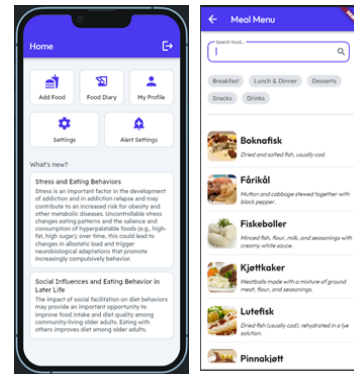 Home
Add Food
Food Diary
My Profile
Settings
Alert Settings
What's new?
Stress and Eating Behaviors
Stress is an important factor in the development
of addiction and in addiction relapse and may
contribute to an increased risk for obesity and
other metabolic diseases. Uncontrollable stress
changes eating patterns and the salience and
consumption of hyperpalatable foods (e.g., high-
fat, high sugar); over time, this could lead to
changes in allostatic load and trigger
neurobiological adaptations that promote
increasingly compulsively behavior.
Social Influences and Eating Behavior in
Later Life
The impact of social facilitation on diet behaviors
may provide an important opportunity to
improve food intake and diet quality among
community-living older adults. Eating with
others improves diet among older adults.
Meal Menu
Search food...
Breakfast
Lunch & Dinner
Desserts
Snacks
Drinks
Boknafisk
Dried and salted fish, usually cod.
Fårikål
Mutton and cabbage stewed together with
black pepper.
Fiskeboller
Minced fish, flour, milk, and seasonings with
creamy white sauce.
Kjøttkaker
Meatballs made with a mixture of ground
meat, flour, and seasonings.
Lutefisk
Dried fish (usually cod), rehydrated in a lye
solution.
Pinnakjøtt